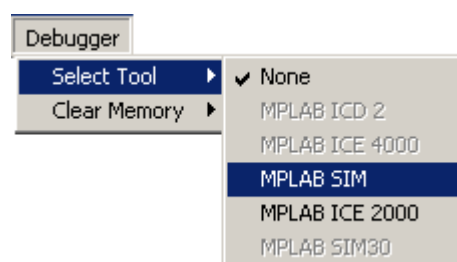 Debugger
Select Tool
Clear Memory
None
MPLAB ICD 2
MPLAB ICE 4000
MPLAB SIM
MPLAB ICE 2000
MPLAB SIM30